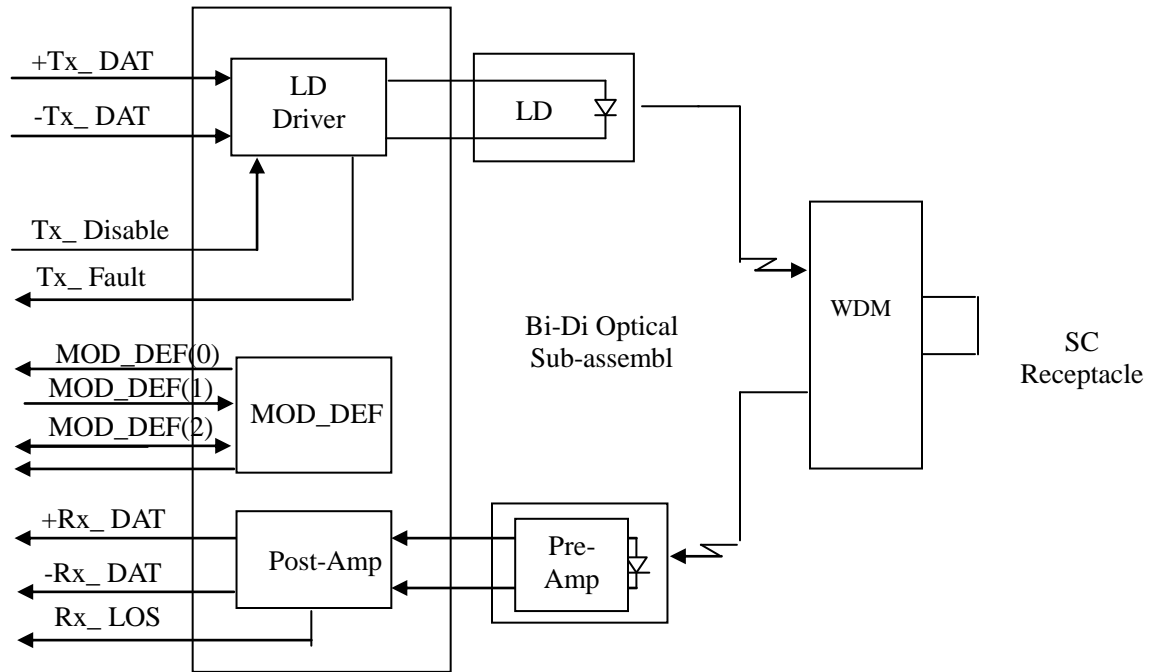 +Tx_ DAT
-Tx_ DAT
LD
Driver
LD
Tx_ Disable
Tx_ Fault
WDM
Bi-Di Optical
Sub-assembl
SC
Receptacle
MOD_DEF(0)
MOD_DEF(1)
MOD_DEF(2)
MOD_DEF
+Rx_ DAT
-Rx_ DAT
Rx_ LOS
Post-Amp
Pre-
Amp